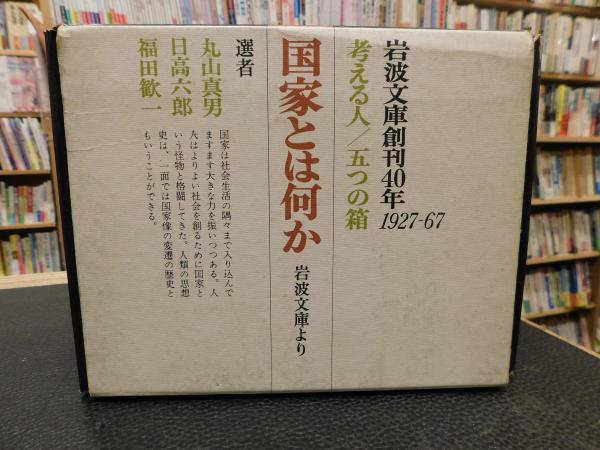 岩波文庫創刊40年
1927-67
考える人/五つの箱
国家とは何か
岩波文庫より
選者
丸山真男
日高六郎
福田歓一
国家は社会生活の隅々まで入り込んで
ますます大きな力を振いつつある。人
人はよりよい社会を創るために国家と
いう怪物と格闘してきた。人類の思想
史は、一面では国家像の変遷の歴史と
もいうことができる。